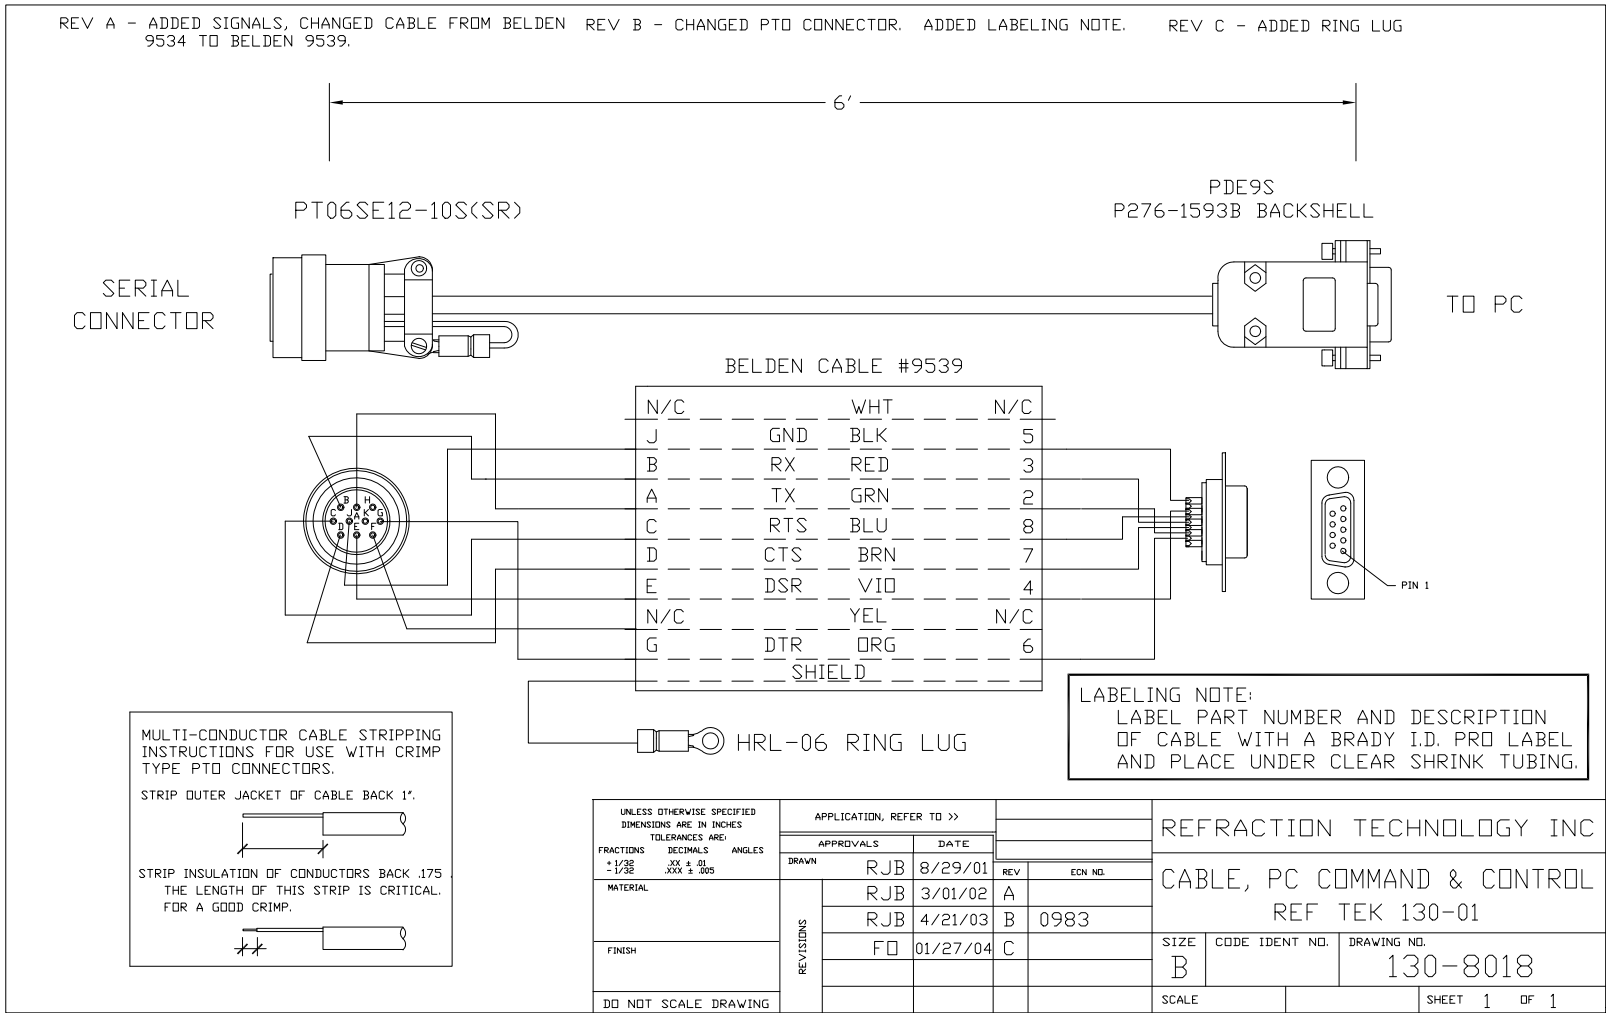 REV A - ADDED SIGNALS, CHANGED CABLE FROM BELDEN
9534 TO BELDEN 9539.
REV B - CHANGED PTO CONNECTOR. ADDED LABELING NOTE.
REV C - ADDED RING LUG
6'
PT06SE12-10S(SR)
PDE9S
P276-1593B BACKSHELL
SERIAL
CONNECTOR
TO PC
BELDEN CABLE #9539
N/C WHT N/C
J GND BLK 5
B RX RED 3
A TX GRN 2
C RTS BLU 8
D CTS BRN 7
E DSR VIO 4
N/C YEL N/C
G DTR ORG 6
SHIELD
B H
C J A K G
D E F
PIN 1
HRL-06 RING LUG
LABELING NOTE:
LABEL PART NUMBER AND DESCRIPTION
OF CABLE WITH A BRADY I.D. PRO LABEL
AND PLACE UNDER CLEAR SHRINK TUBING.
MULTI-CONDUCTOR CABLE STRIPPING
INSTRUCTIONS FOR USE WITH CRIMP
TYPE PTO CONNECTORS.
STRIP OUTER JACKET OF CABLE BACK 1".
STRIP INSULATION OF CONDUCTORS BACK .175 .
THE LENGTH OF THIS STRIP IS CRITICAL.
FOR A GOOD CRIMP.
UNLESS OTHERWISE SPECIFIED
DIMENSIONS ARE IN INCHES
TOLERANCES ARE:
FRACTIONS DECIMALS ANGLES
+ 1/32 .XX ± .01
- 1/32 .XXX ± .005
MATERIAL
FINISH
DO NOT SCALE DRAWING
APPLICATION, REFER TO >>
APPROVALS DATE
DRAWN RJB 8/29/01 REV ECN NO.
REVISIONS
RJB 3/01/02 A
RJB 4/21/03 B 0983
FO 01/27/04 C
REFRACTION TECHNOLOGY INC
CABLE, PC COMMAND & CONTROL
REF TEK 130-01
SIZE CODE IDENT NO. DRAWING NO.
B 130-8018
SCALE SHEET 1 OF 1